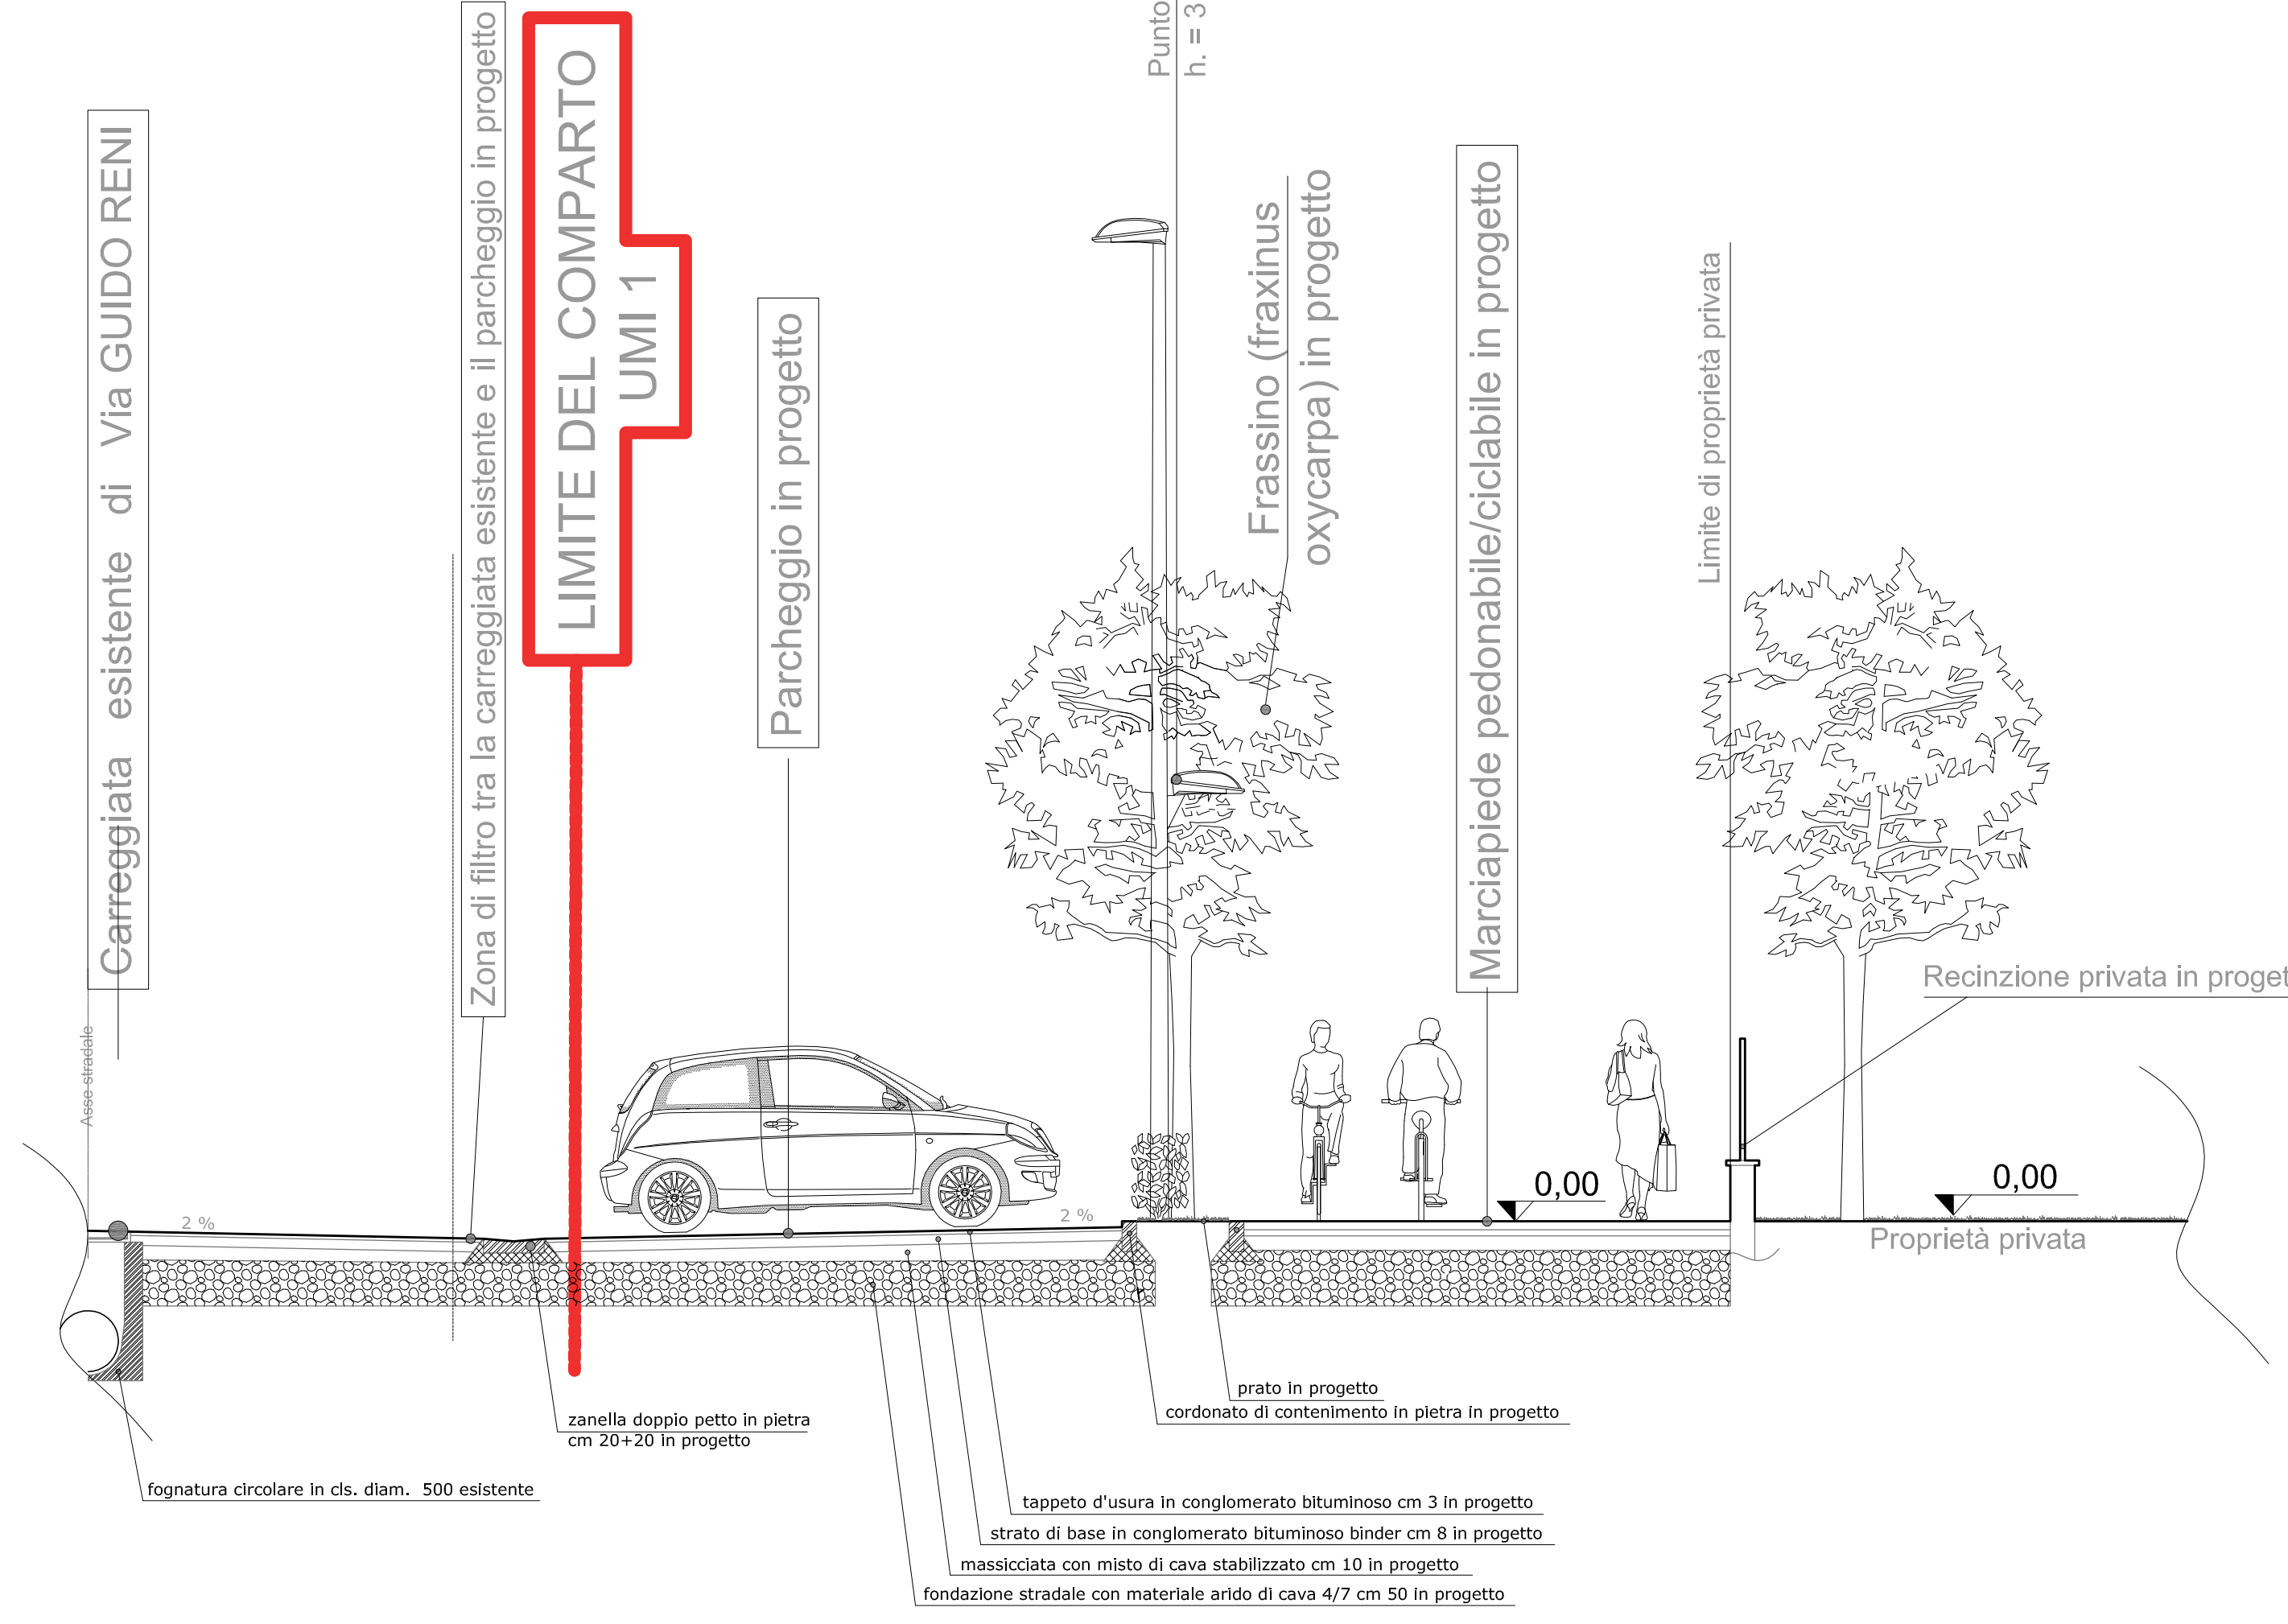 Carreggiata esistente di Via GUIDO RENI
Asse stradale
Zona di filtro tra la carreggiata esistente e il parcheggio in progetto
LIMITE DEL COMPARTO
UMI 1
Parcheggio in progetto
Punto
h. = 3
Frassino (fraxinus
oxycarpa) in progetto
Marciapiede pedonabile/ciclabile in progetto
Limite di proprietà privata
Recinzione privata in proget
0,00
0,00
Proprietà privata
2 %
2 %
prato in progetto
cordonato di contenimento in pietra in progetto
zanella doppio petto in pietra
cm 20+20 in progetto
fognatura circolare in cls. diam. 500 esistente
tappeto d'usura in conglomerato bituminoso cm 3 in progetto
strato di base in conglomerato bituminoso binder cm 8 in progetto
massicciata con misto di cava stabilizzato cm 10 in progetto
fondazione stradale con materiale arido di cava 4/7 cm 50 in progetto